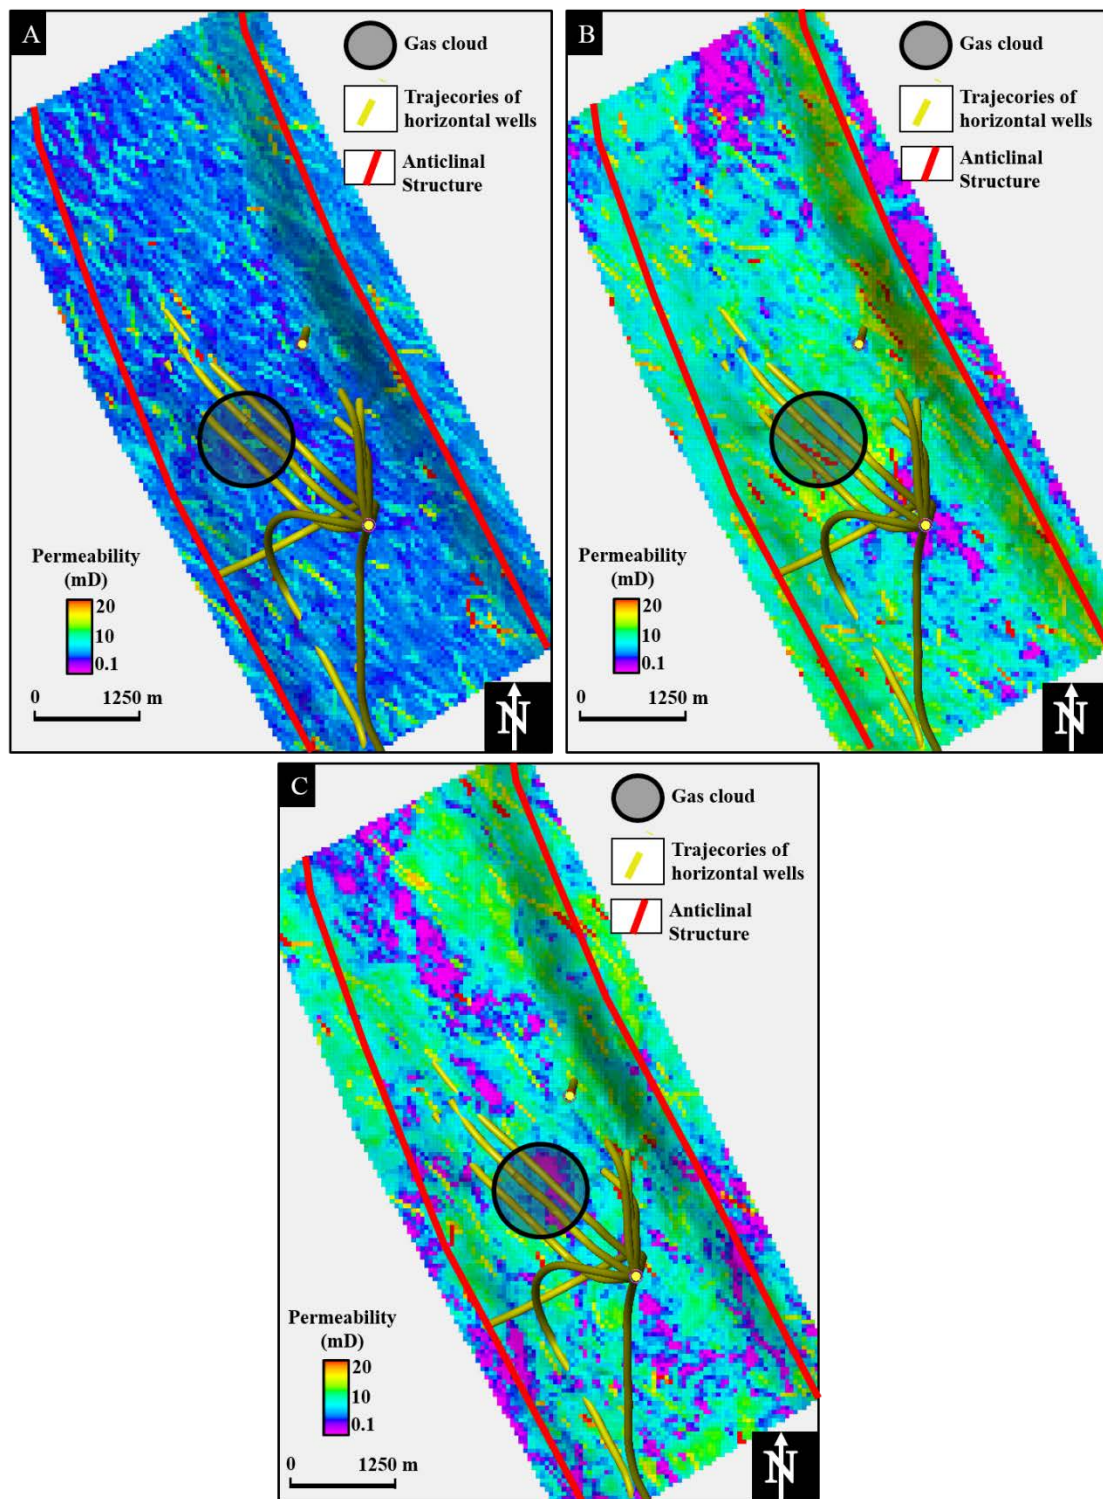 A
Gas cloud
Trajecories of
horizontal wells
Anticlinal
Structure
Permeability
(mD)
20
10
0.1
0 1250 m
N
B
Gas cloud
Trajecories of
horizontal wells
Anticlinal
Structure
Permeability
(mD)
20
10
0.1
0 1250 m
N
C
Gas cloud
Trajecories of
horizontal wells
Anticlinal
Structure
Permeability
(mD)
20
10
0.1
0 1250 m
N